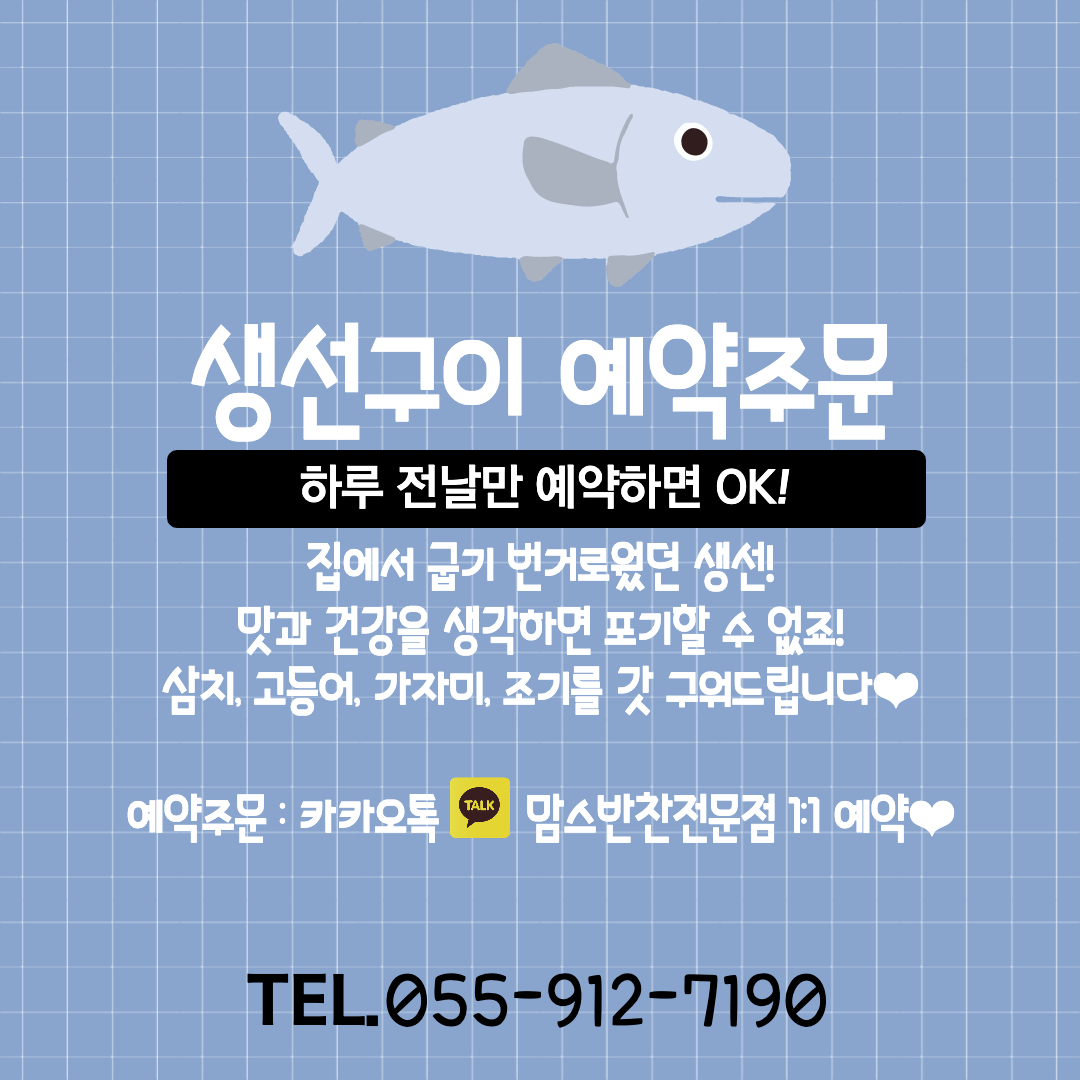 생선구이 예약주문
하루 전날만 예약하면 OK!
집에서 굽기 번거로웠던 생선!
맛과 건강을 생각하면 포기할 수 없죠!
삼치, 고등어, 가자미, 조기를 갓 구워드립니다❤
예약주문 : 카카오톡 TALK 맘스반찬전문점 1:1 예약❤
TEL.055-912-7190